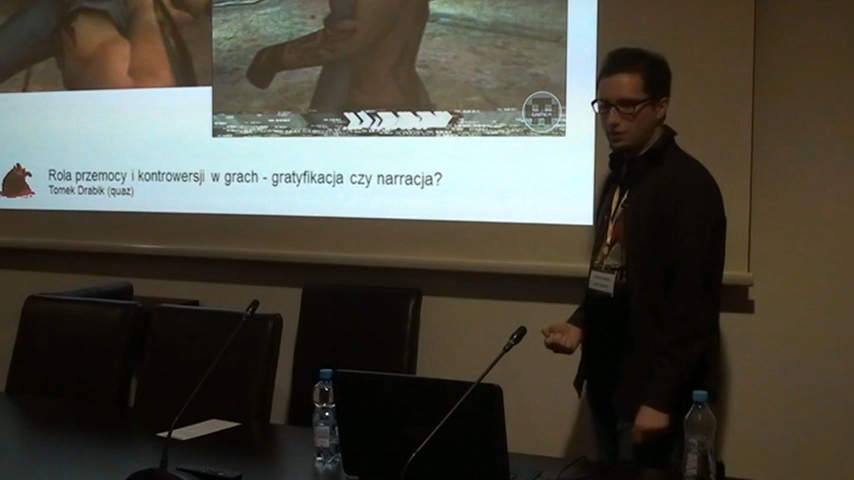 Rola przemocy i kontrowersji w grach - gratyfikacja czy narracja?
Tomek Drabik (quaz)